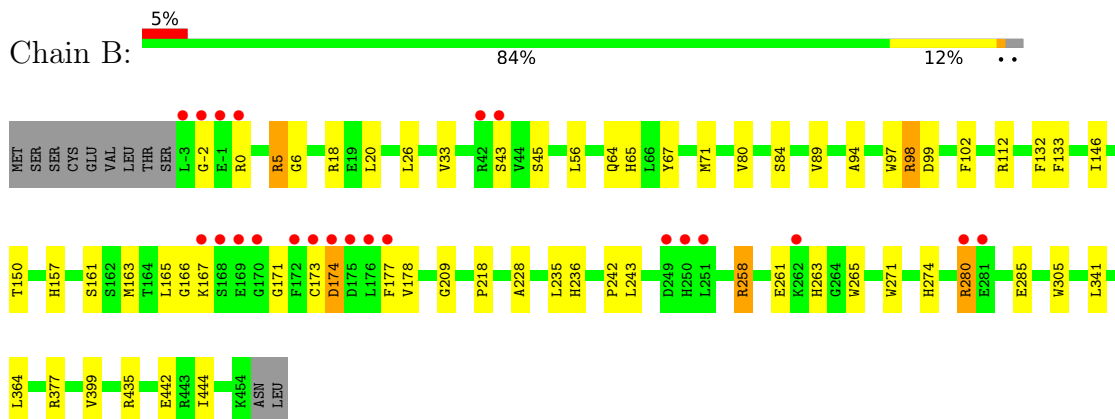 5%
Chain B:
84% 12% • •
MET SER SER CYS GLU VAL LEU THR SER L-3 G-2 E-1 R0 R5 G6 R18 E19 L20 L26 V33 R42 S43 V44 S45 L56 Q64 H65 L66 Y67 M71 V80 S84 V89 A94 W97 R98 D99 F102 R112 F132 F133 I146
T150 H157 S161 S162 M163 T164 L165 G166 K167 S168 E169 G170 G171 F172 C173 D174 D175 L176 F177 V178 G209 P218 A228 L235 H236 P242 L243 D249 H250 L251 R258 E261 K262 H263 G264 W265 W271 H274 R280 E281 E285 W305 L341
L364 R377 V399 R435 E442 R443 I444 K454 ASN LEU